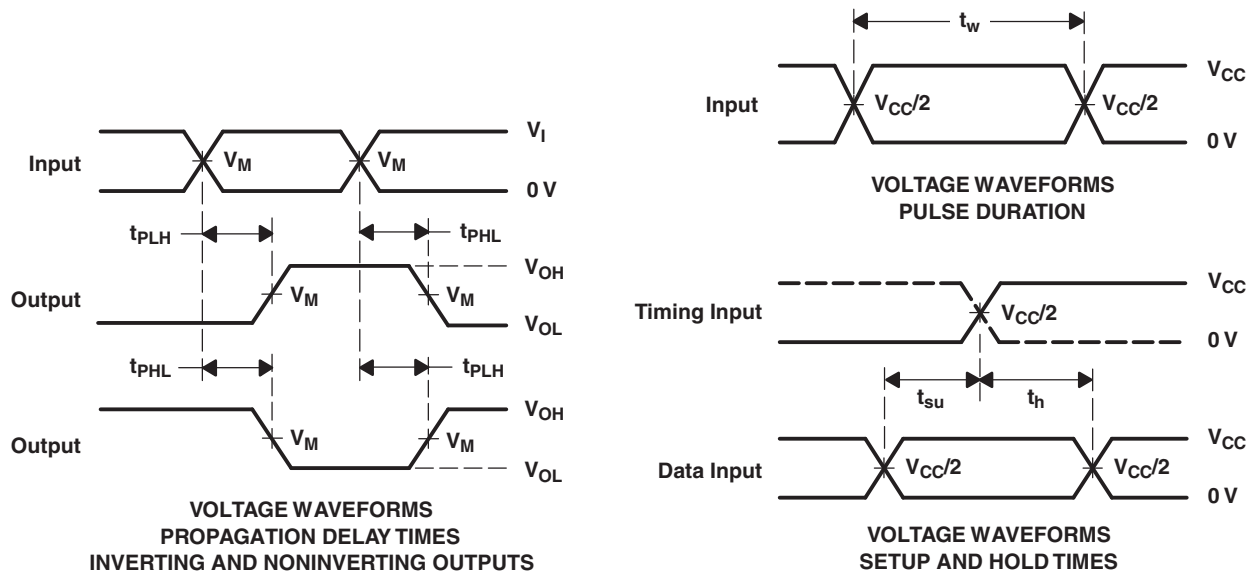 V_I
Input
V_M
V_M
0 V
t_PLH
t_PHL
V_OH
Output
V_M
V_M
V_OL
t_PHL
t_PLH
V_OH
Output
V_M
V_M
V_OL
VOLTAGE WAVEFORMS
PROPAGATION DELAY TIMES
INVERTING AND NONINVERTING OUTPUTS
t_w
V_CC
Input
V_CC/2
V_CC/2
0 V
VOLTAGE WAVEFORMS
PULSE DURATION
V_CC
Timing Input
V_CC/2
0 V
t_su
t_h
V_CC
Data Input
V_CC/2
V_CC/2
0 V
VOLTAGE WAVEFORMS
SETUP AND HOLD TIMES